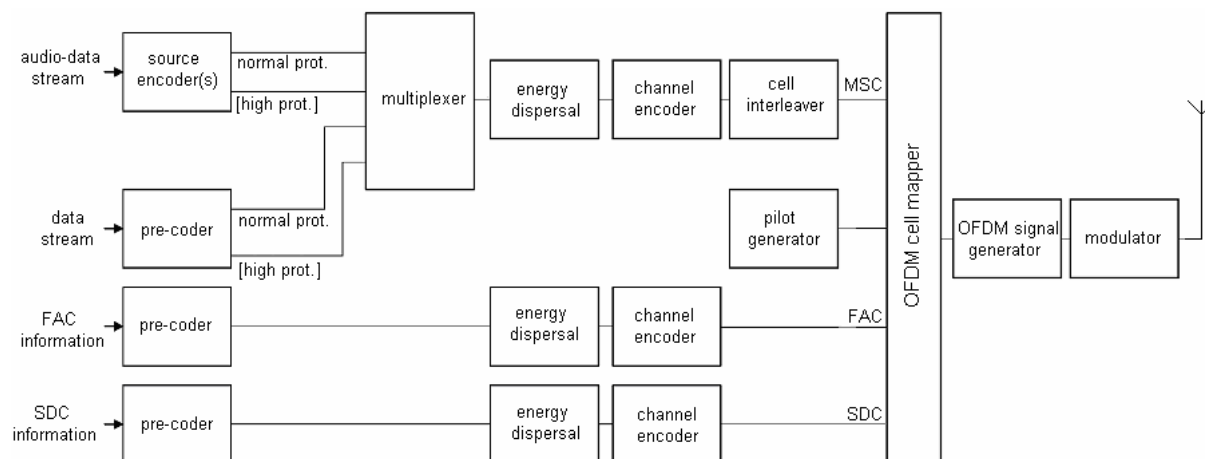 audio-data
stream
source
encoder(s)
normal prot.
[high prot.]
multiplexer
energy
dispersal
channel
encoder
cell
interleaver
MSC
data
stream
pre-coder
normal prot.
[high prot.]
pilot
generator
OFDM cell mapper
OFDM signal
generator
modulator
FAC
information
pre-coder
energy
dispersal
channel
encoder
FAC
SDC
information
pre-coder
energy
dispersal
channel
encoder
SDC